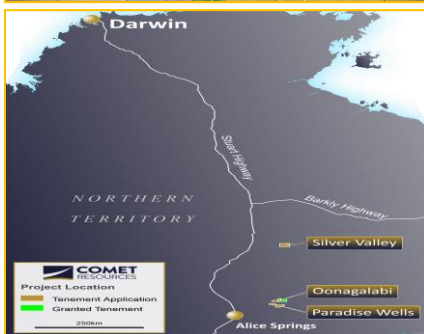 Darwin
Stuart Highway
NORTHERN
TERRITORY
Barkly Highway
Silver Valley
COMET
RESOURCES
Project Location
Tenement Application
Granted Tenement
250km
Oonagalabi
Paradise Wells
Alice Springs